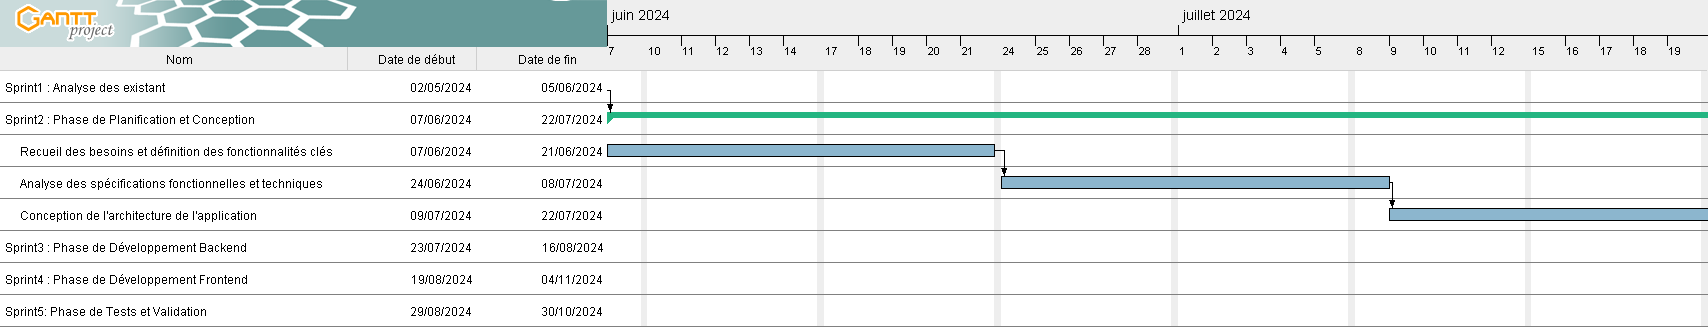 GANTT project
juin 2024 juillet 2024
7 10 11 12 13 14 17 18 19 20 21 24 25 26 27 28 1 2 3 4 5 8 9 10 11 12 15 16 17 18 19
Nom Date de début Date de fin
Sprint1 : Analyse des existant 02/05/2024 05/06/2024
Sprint2 : Phase de Planification et Conception 07/06/2024 22/07/2024
Recueil des besoins et définition des fonctionnalités clés 07/06/2024 21/06/2024
Analyse des spécifications fonctionnelles et techniques 24/06/2024 08/07/2024
Conception de l'architecture de l'application 09/07/2024 22/07/2024
Sprint3 : Phase de Développement Backend 23/07/2024 16/08/2024
Sprint4 : Phase de Développement Frontend 19/08/2024 04/11/2024
Sprint5: Phase de Tests et Validation 29/08/2024 30/10/2024